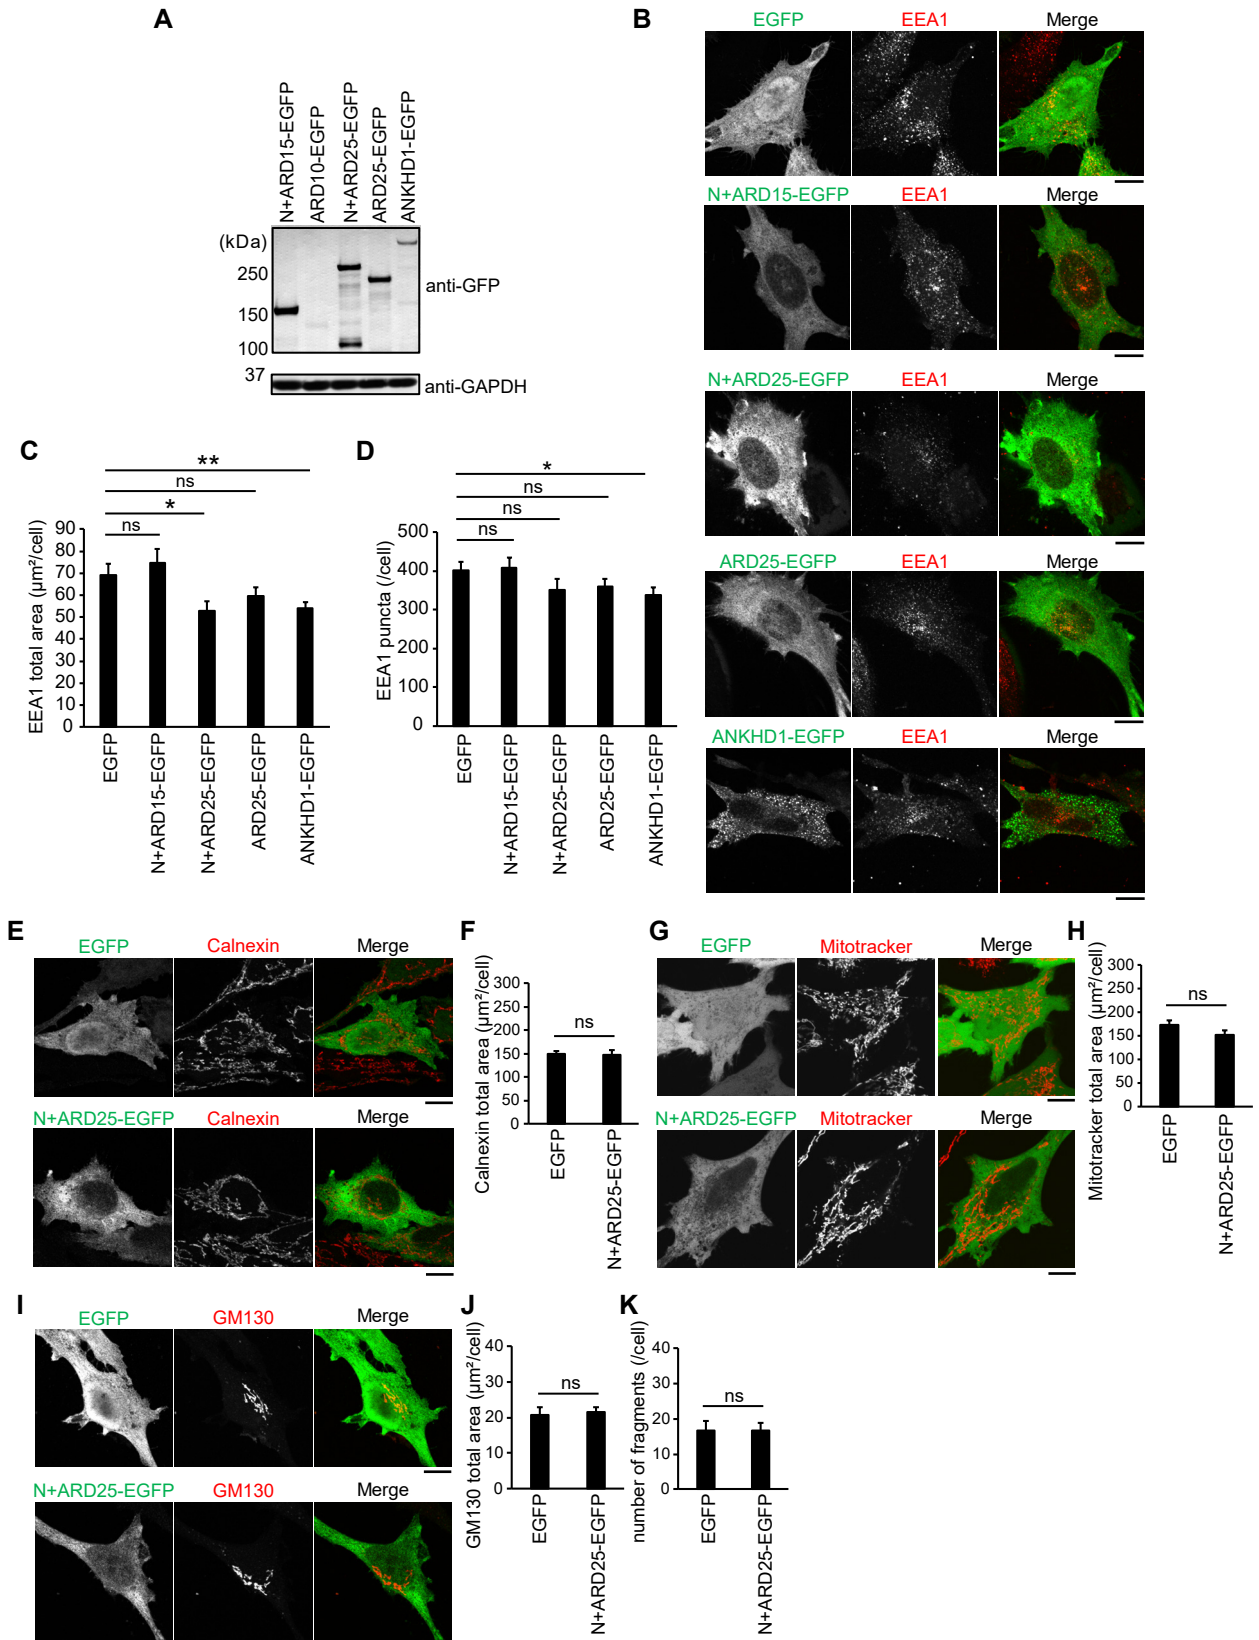 A
N+ARD15-EGFP
ARD10-EGFP
N+ARD25-EGFP
ARD25-EGFP
ANKHD1-EGFP
(kDa)
250
150
100
37
anti-GFP
anti-GAPDH
B
EGFP EEA1 Merge
N+ARD15-EGFP EEA1 Merge
N+ARD25-EGFP EEA1 Merge
ARD25-EGFP EEA1 Merge
ANKHD1-EGFP EEA1 Merge
C
**
ns
*
ns
EEA1 total area (µm²/cell)
90
80
70
60
50
40
30
20
10
0
EGFP
N+ARD15-EGFP
N+ARD25-EGFP
ARD25-EGFP
ANKHD1-EGFP
D
*
ns
ns
ns
EEA1 puncta (/cell)
500
400
300
400
100
0
EGFP
N+ARD15-EGFP
N+ARD25-EGFP
ARD25-EGFP
ANKHD1-EGFP
E
EGFP Calnexin Merge
N+ARD25-EGFP Calnexin Merge
F
Calnexin total area (µm²/cell)
300
250
200
150
100
50
0
ns
EGFP
N+ARD25-EGFP
G
EGFP Mitotracker Merge
N+ARD25-EGFP Mitotracker Merge
H
Mitotracker total area (µm²/cell)
300
250
200
150
100
50
0
ns
EGFP
N+ARD25-EGFP
I
EGFP GM130 Merge
N+ARD25-EGFP GM130 Merge
J
GM130 total area (µm²/cell)
40
30
20
10
0
ns
EGFP
N+ARD25-EGFP
K
number of fragments (/cell)
40
30
20
10
0
ns
EGFP
N+ARD25-EGFP